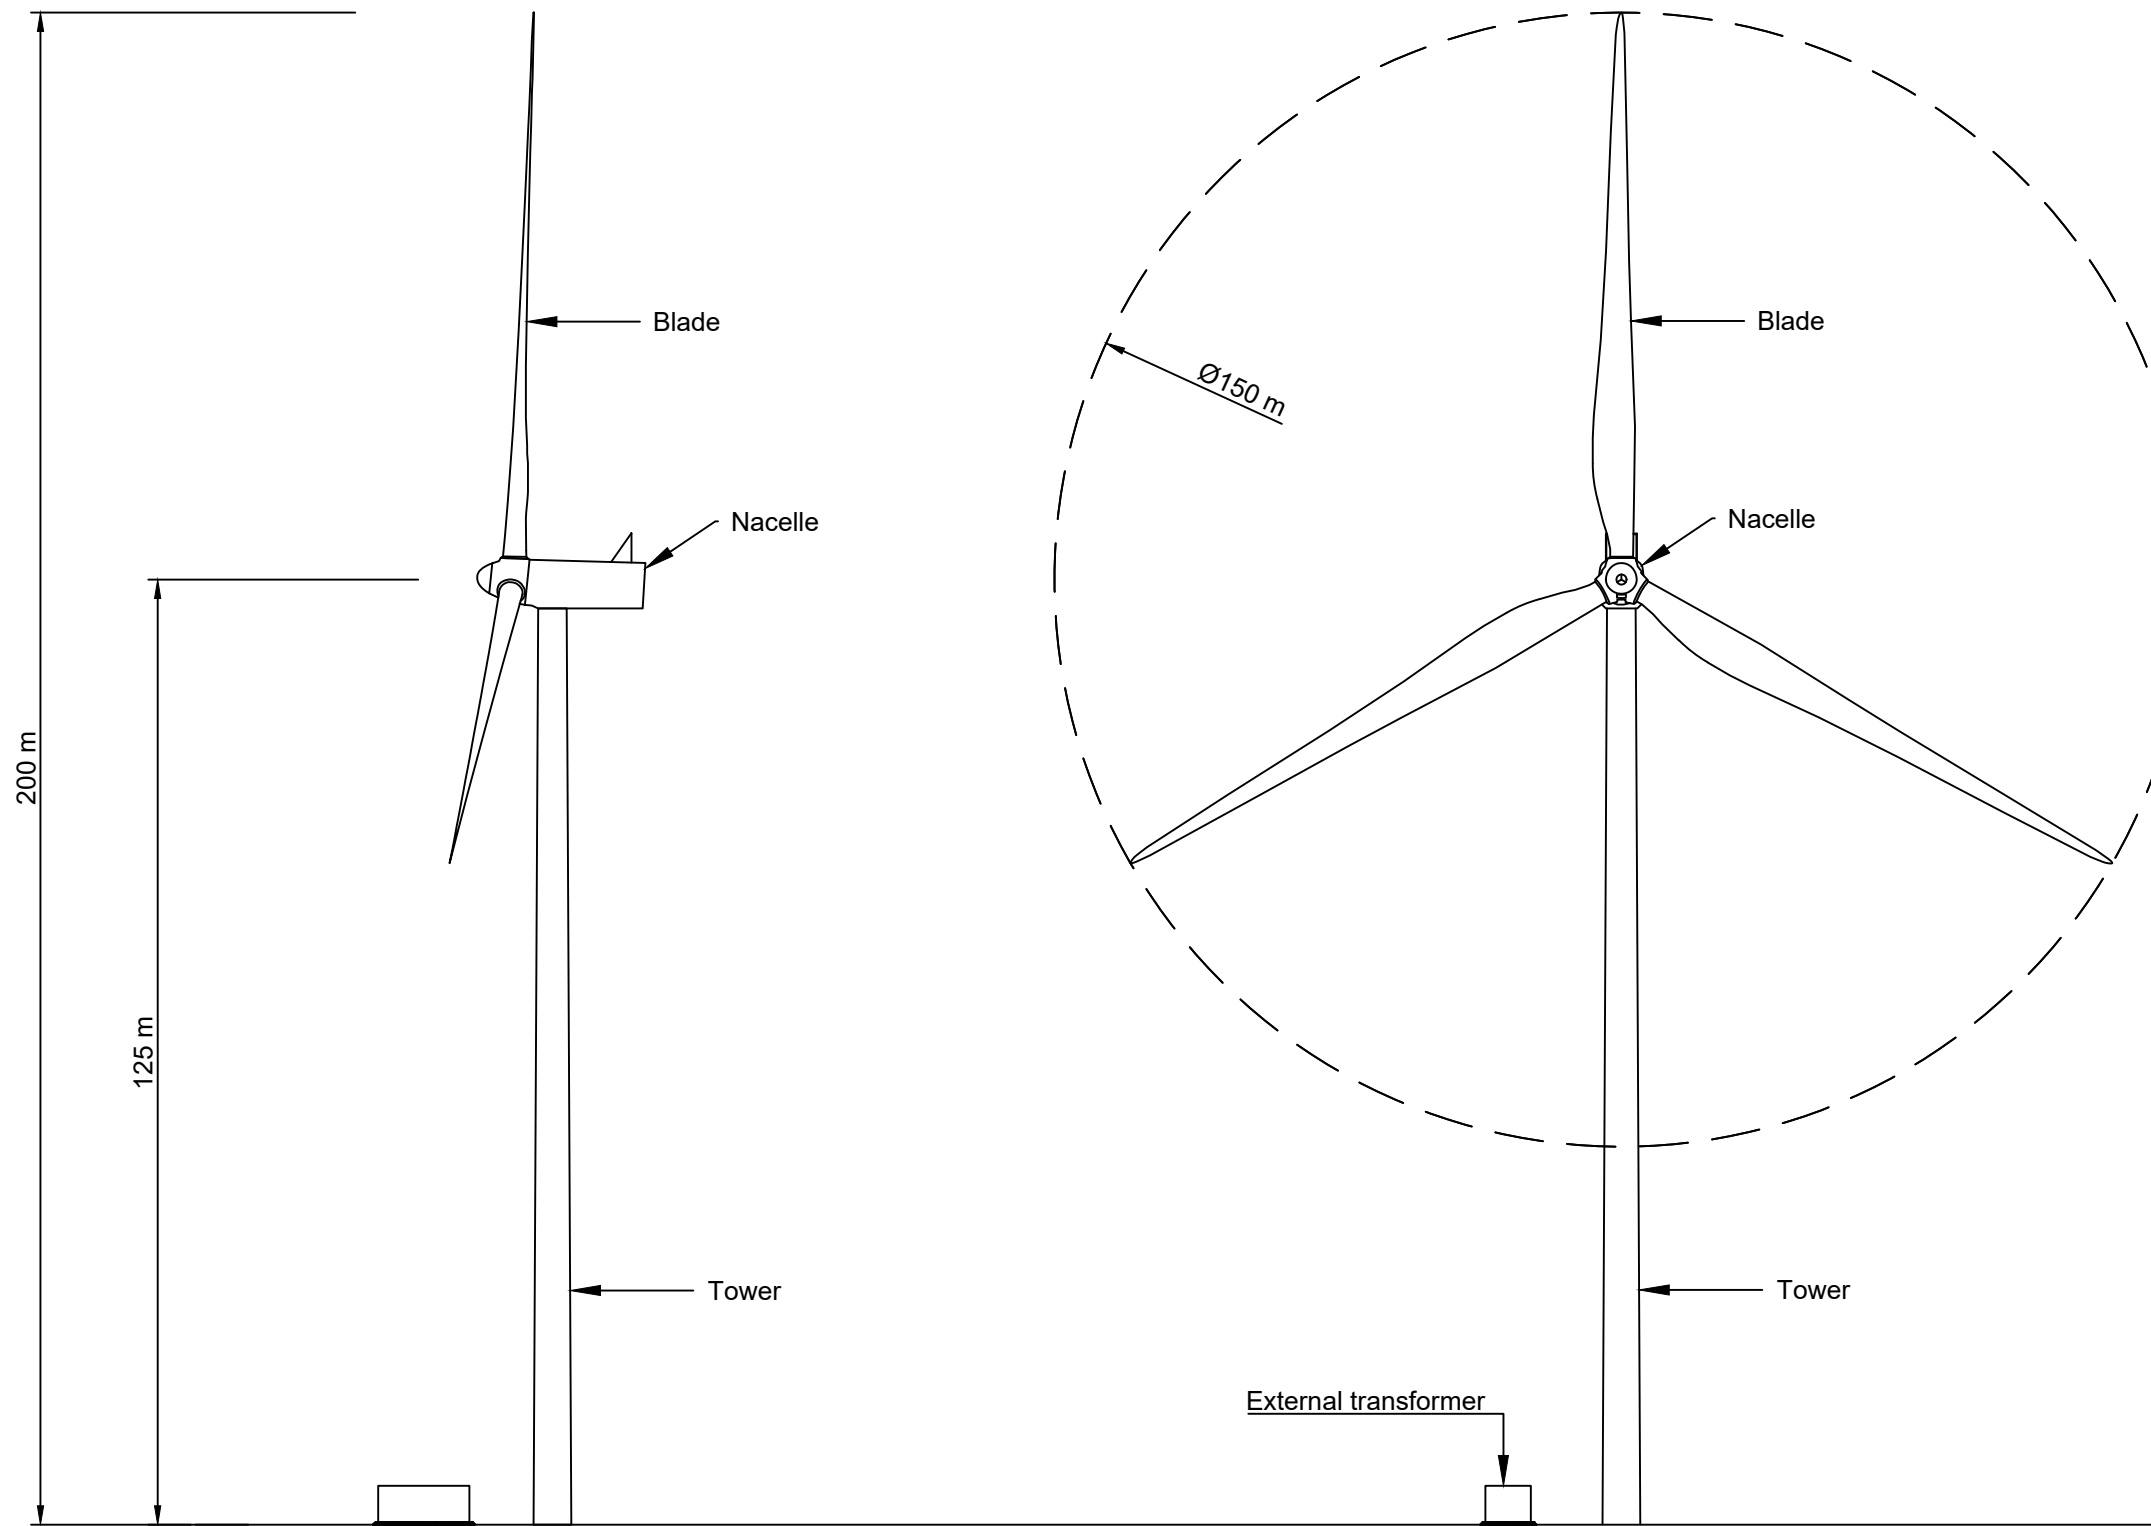 Blade
Blade
Ø150 m
Nacelle
Nacelle
200 m
125 m
Tower
Tower
External transformer